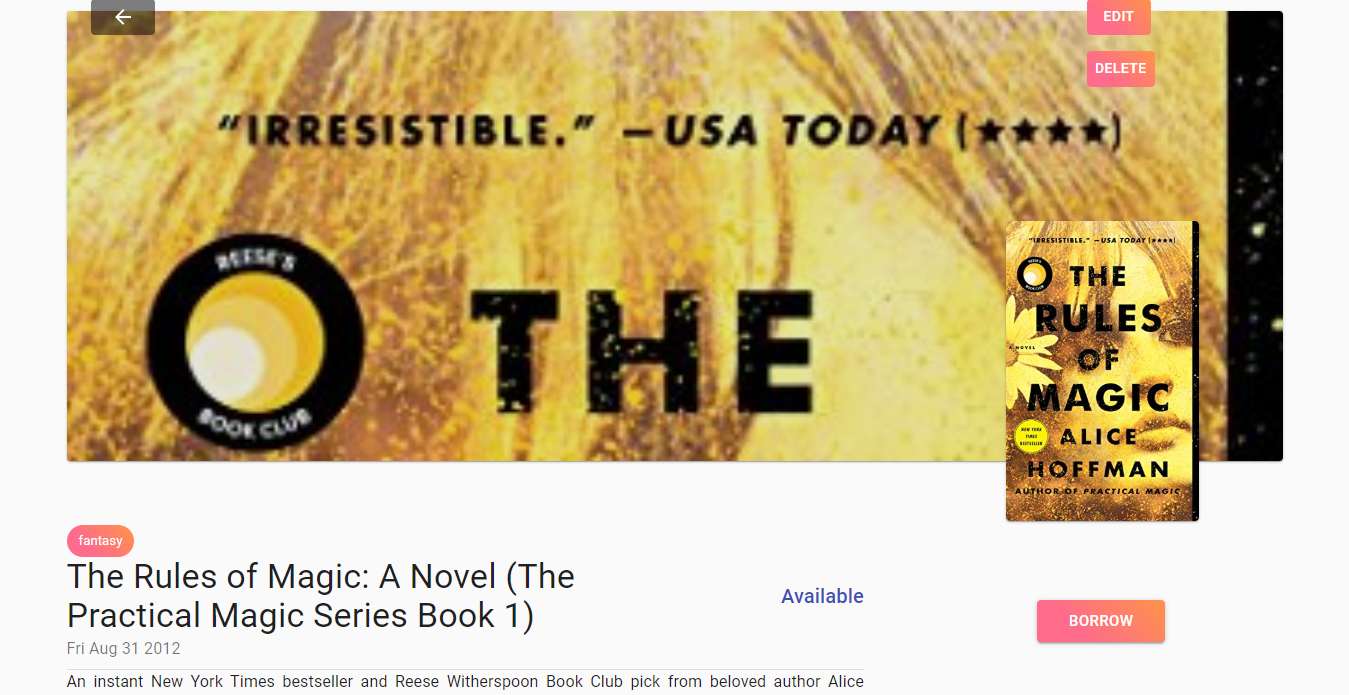 EDIT
DELETE
“IRRESISTIBLE.” —USA TODAY (★★★★)
REESE'S
BOOK CLUB
THE
“IRRESISTIBLE.” —USA TODAY (★★★★)
REESE'S
BOOK CLUB
THE
RULES
A NOVEL
OF
MAGIC
NEW YORK
TIMES
BESTSELLER
ALICE
HOFFMAN
AUTHOR OF PRACTICAL MAGIC
fantasy
The Rules of Magic: A Novel (The
Practical Magic Series Book 1)
Available
BORROW
Fri Aug 31 2012
An instant New York Times bestseller and Reese Witherspoon Book Club pick from beloved author Alice